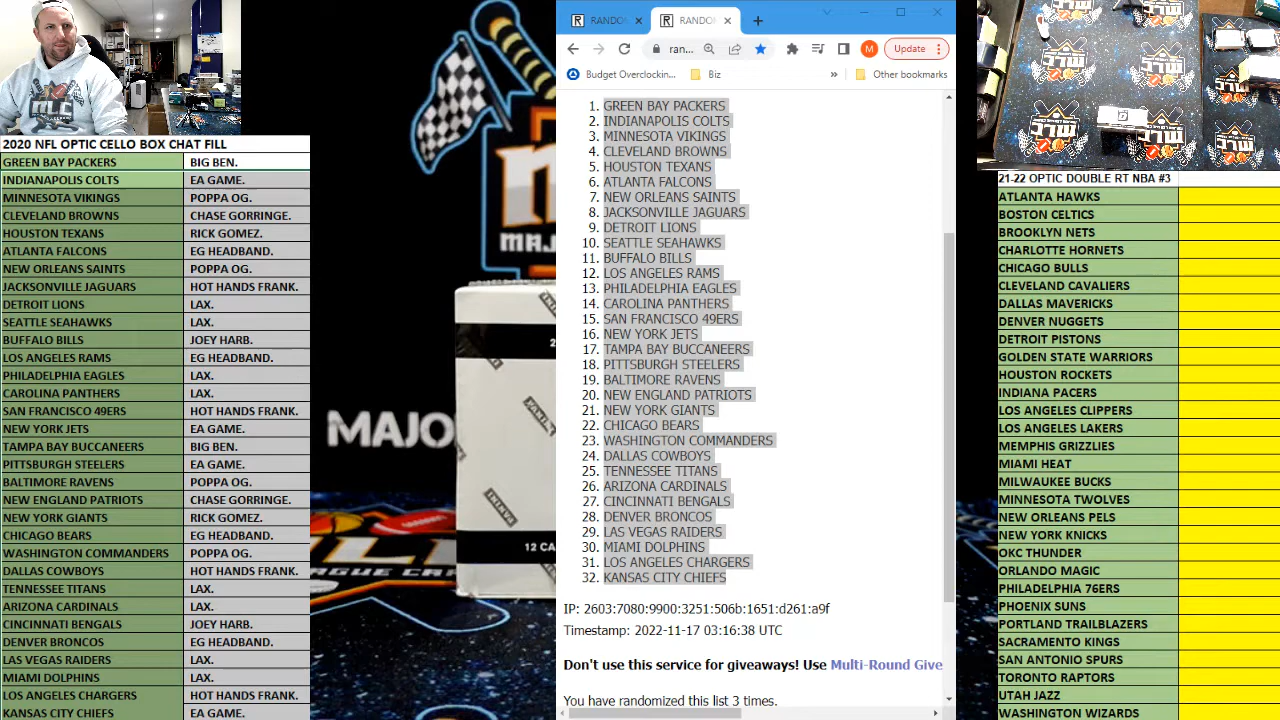 2020 NFL OPTIC CELLO BOX CHAT FILL
GREEN BAY PACKERS BIG BEN.
INDIANAPOLIS COLTS EA GAME.
MINNESOTA VIKINGS POPPA OG.
CLEVELAND BROWNS CHASE GORRINGE.
HOUSTON TEXANS RICK GOMEZ.
ATLANTA FALCONS EG HEADBAND.
NEW ORLEANS SAINTS POPPA OG.
JACKSONVILLE JAGUARS HOT HANDS FRANK.
DETROIT LIONS LAX.
SEATTLE SEAHAWKS LAX.
BUFFALO BILLS JOEY HARB.
LOS ANGELES RAMS EG HEADBAND.
PHILADELPHIA EAGLES LAX.
CAROLINA PANTHERS LAX.
SAN FRANCISCO 49ERS HOT HANDS FRANK.
NEW YORK JETS EA GAME.
TAMPA BAY BUCCANEERS BIG BEN.
PITTSBURGH STEELERS EA GAME.
BALTIMORE RAVENS POPPA OG.
NEW ENGLAND PATRIOTS CHASE GORRINGE.
NEW YORK GIANTS RICK GOMEZ.
CHICAGO BEARS EG HEADBAND.
WASHINGTON COMMANDERS POPPA OG.
DALLAS COWBOYS HOT HANDS FRANK.
TENNESSEE TITANS LAX.
ARIZONA CARDINALS LAX.
CINCINNATI BENGALS JOEY HARB.
DENVER BRONCOS EG HEADBAND.
LAS VEGAS RAIDERS LAX.
MIAMI DOLPHINS LAX.
LOS ANGELES CHARGERS HOT HANDS FRANK.
KANSAS CITY CHIEFS EA GAME.
MLC
MAJ
MAJO
12 CA
RANDO
RANDO
ran...
M
Update
Budget Overclockin...
Biz
»
Other bookmarks
1. GREEN BAY PACKERS
2. INDIANAPOLIS COLTS
3. MINNESOTA VIKINGS
4. CLEVELAND BROWNS
5. HOUSTON TEXANS
6. ATLANTA FALCONS
7. NEW ORLEANS SAINTS
8. JACKSONVILLE JAGUARS
9. DETROIT LIONS
10. SEATTLE SEAHAWKS
11. BUFFALO BILLS
12. LOS ANGELES RAMS
13. PHILADELPHIA EAGLES
14. CAROLINA PANTHERS
15. SAN FRANCISCO 49ERS
16. NEW YORK JETS
17. TAMPA BAY BUCCANEERS
18. PITTSBURGH STEELERS
19. BALTIMORE RAVENS
20. NEW ENGLAND PATRIOTS
21. NEW YORK GIANTS
22. CHICAGO BEARS
23. WASHINGTON COMMANDERS
24. DALLAS COWBOYS
25. TENNESSEE TITANS
26. ARIZONA CARDINALS
27. CINCINNATI BENGALS
28. DENVER BRONCOS
29. LAS VEGAS RAIDERS
30. MIAMI DOLPHINS
31. LOS ANGELES CHARGERS
32. KANSAS CITY CHIEFS
IP: 2603:7080:9900:3251:506b:1651:d261:a9f
Timestamp: 2022-11-17 03:16:38 UTC
Don't use this service for giveaways! Use Multi-Round Give
You have randomized this list 3 times.
21-22 OPTIC DOUBLE RT NBA #3
ATLANTA HAWKS
BOSTON CELTICS
BROOKLYN NETS
CHARLOTTE HORNETS
CHICAGO BULLS
CLEVELAND CAVALIERS
DALLAS MAVERICKS
DENVER NUGGETS
DETROIT PISTONS
GOLDEN STATE WARRIORS
HOUSTON ROCKETS
INDIANA PACERS
LOS ANGELES CLIPPERS
LOS ANGELES LAKERS
MEMPHIS GRIZZLIES
MIAMI HEAT
MILWAUKEE BUCKS
MINNESOTA TWOLVES
NEW ORLEANS PELS
NEW YORK KNICKS
OKC THUNDER
ORLANDO MAGIC
PHILADELPHIA 76ERS
PHOENIX SUNS
PORTLAND TRAILBLAZERS
SACRAMENTO KINGS
SAN ANTONIO SPURS
TORONTO RAPTORS
UTAH JAZZ
WASHINGTON WIZARDS